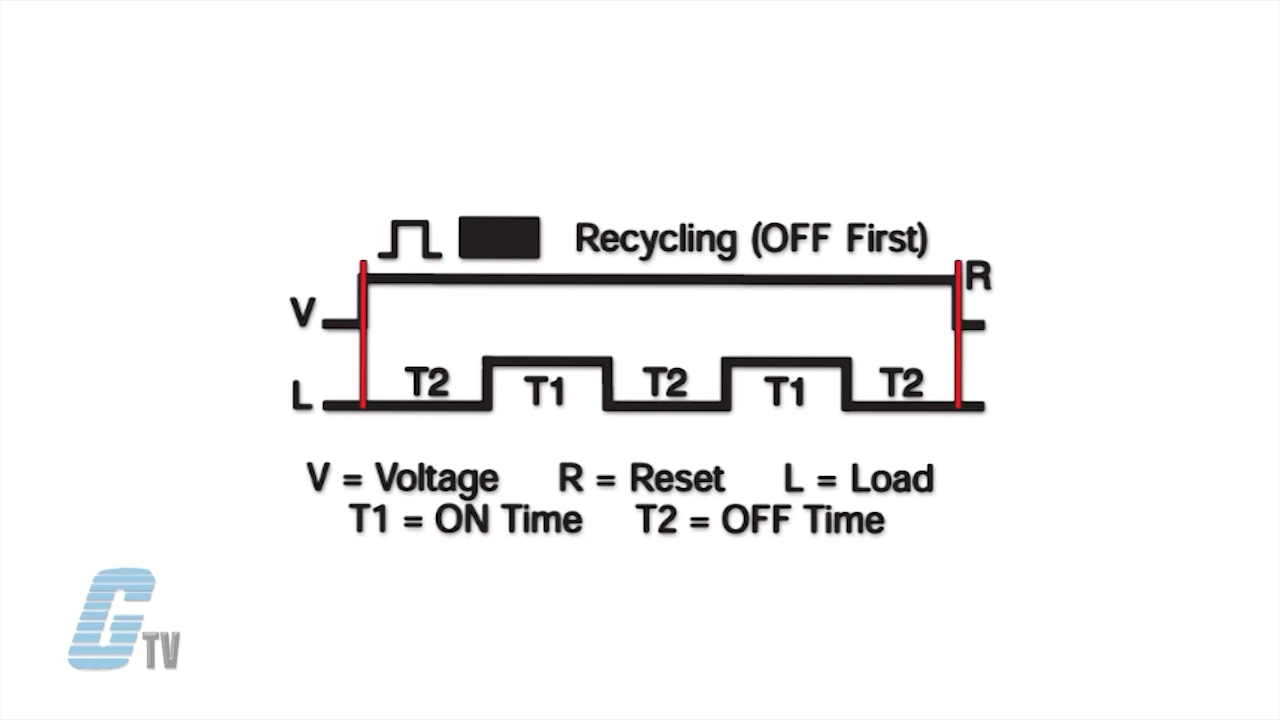 Recycling (OFF First)
R
V
T2 T1 T2 T1 T2
L
V = Voltage R = Reset L = Load
T1 = ON Time T2 = OFF Time
G TV